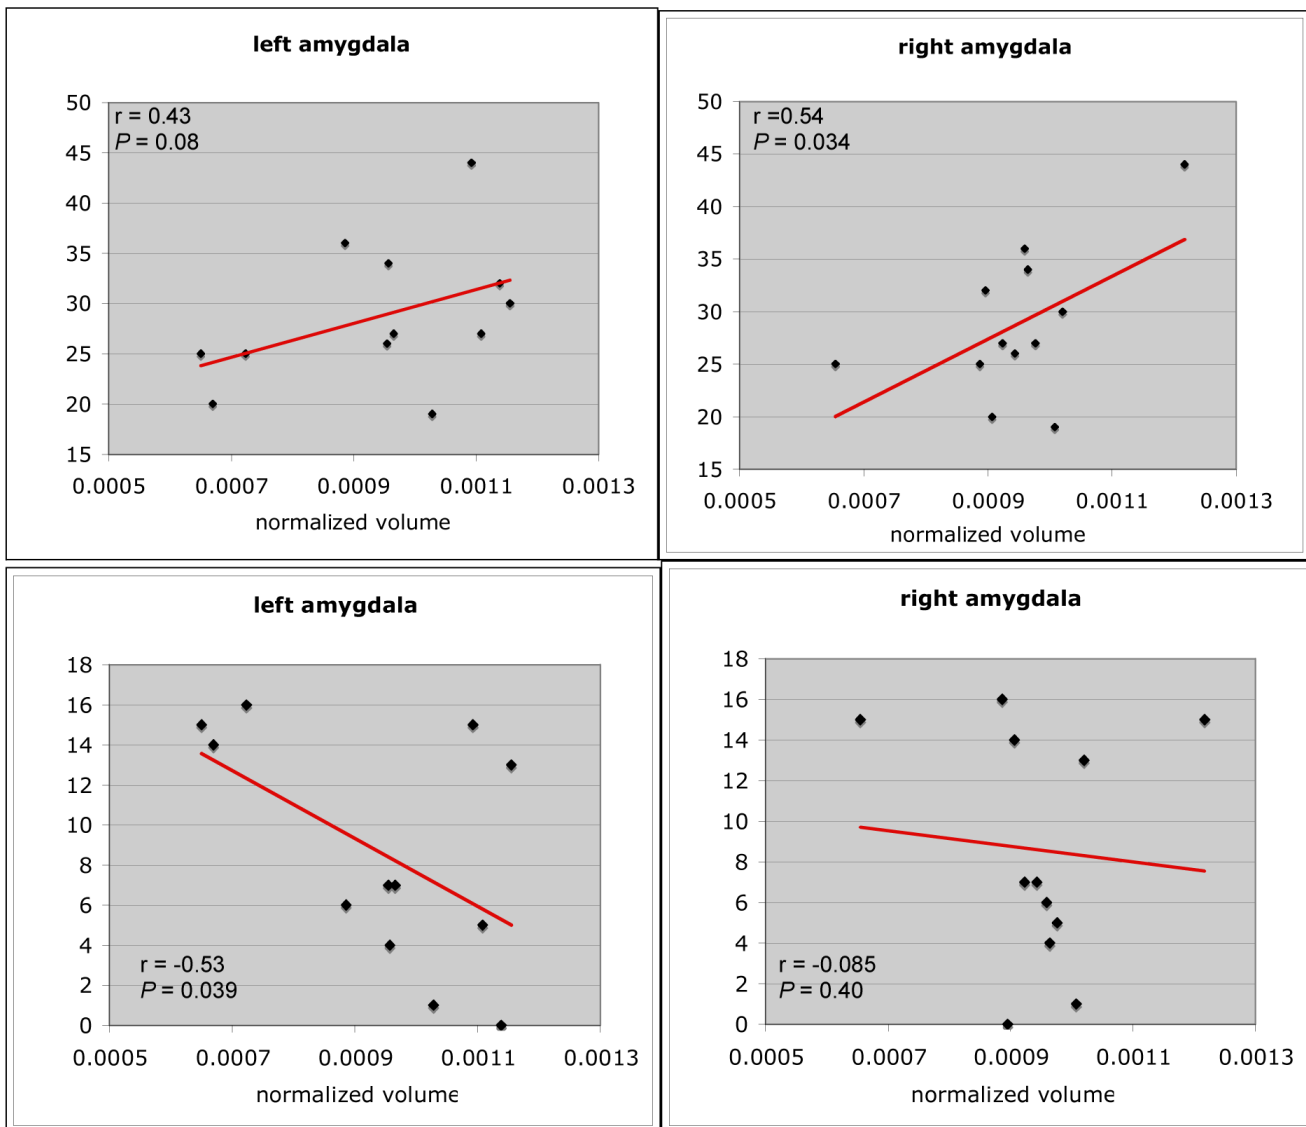 left amygdala
r = 0.43
P = 0.08
50
45
40
35
30
25
20
15
0.0005 0.0007 0.0009 0.0011 0.0013
normalized volume
right amygdala
r =0.54
P = 0.034
50
45
40
35
30
25
20
15
0.0005 0.0007 0.0009 0.0011 0.0013
normalized volume
left amygdala
18
16
14
12
10
8
6
4
2
0
r = -0.53
P = 0.039
0.0005 0.0007 0.0009 0.0011 0.0013
normalized volume
right amygdala
18
16
14
12
10
8
6
4
2
0
r = -0.085
P = 0.40
0.0005 0.0007 0.0009 0.0011 0.0013
normalized volume